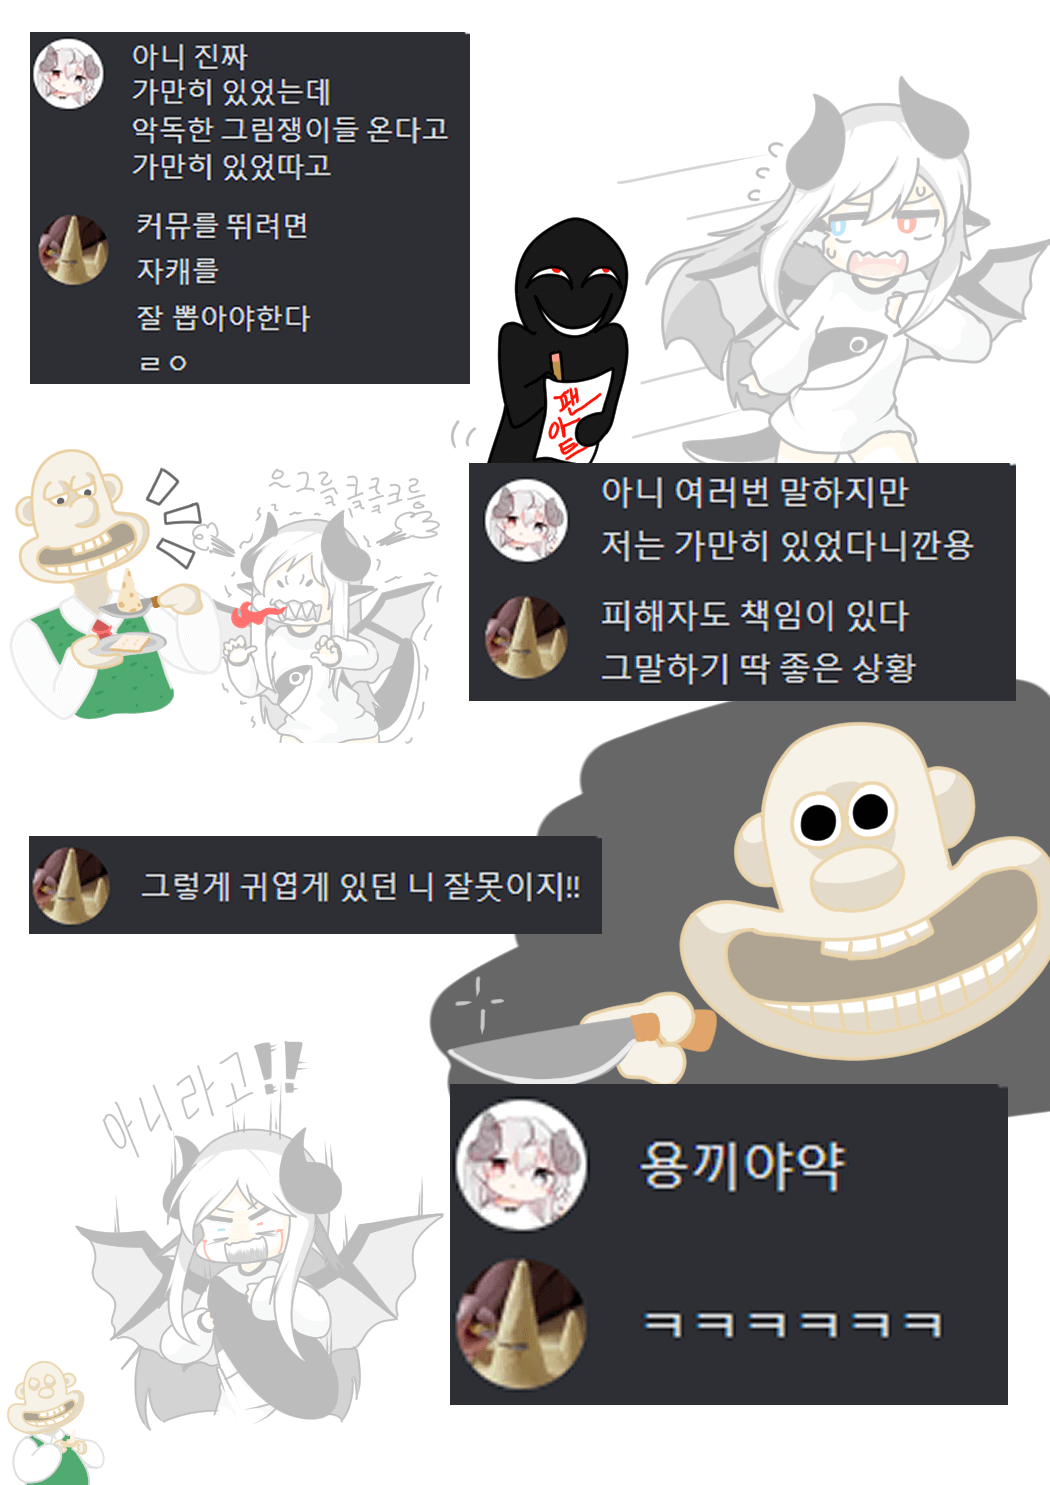 아니 진짜
가만히 있었는데
악독한 그림쟁이들 온다고
가만히 있었따고
커뮤를 뛰려면
자캐를
잘 뽑아야한다
ㄹㅇ
팬
아
트
으그릋 크콫크릉
아니 여러번 말하지만
저는 가만히 있었다니깐용
피해자도 책임이 있다
그말하기 딱 좋은 상황
그렇게 귀엽게 있던 니 잘못이지!!
아니라고!!
용끼야약
ㅋㅋㅋㅋㅋㅋ